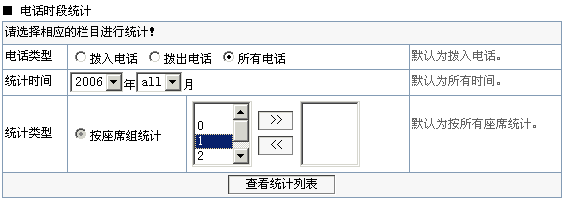 ■ 电话时段统计
请选择相应的栏目进行统计!
电话类型 拨入电话 拨出电话 所有电话 默认为拨入电话。
统计时间 2006 年 all 月 默认为所有时间。
统计类型 按座席组统计 0 1 2 >> << 默认为按所有座席统计。
查看统计列表